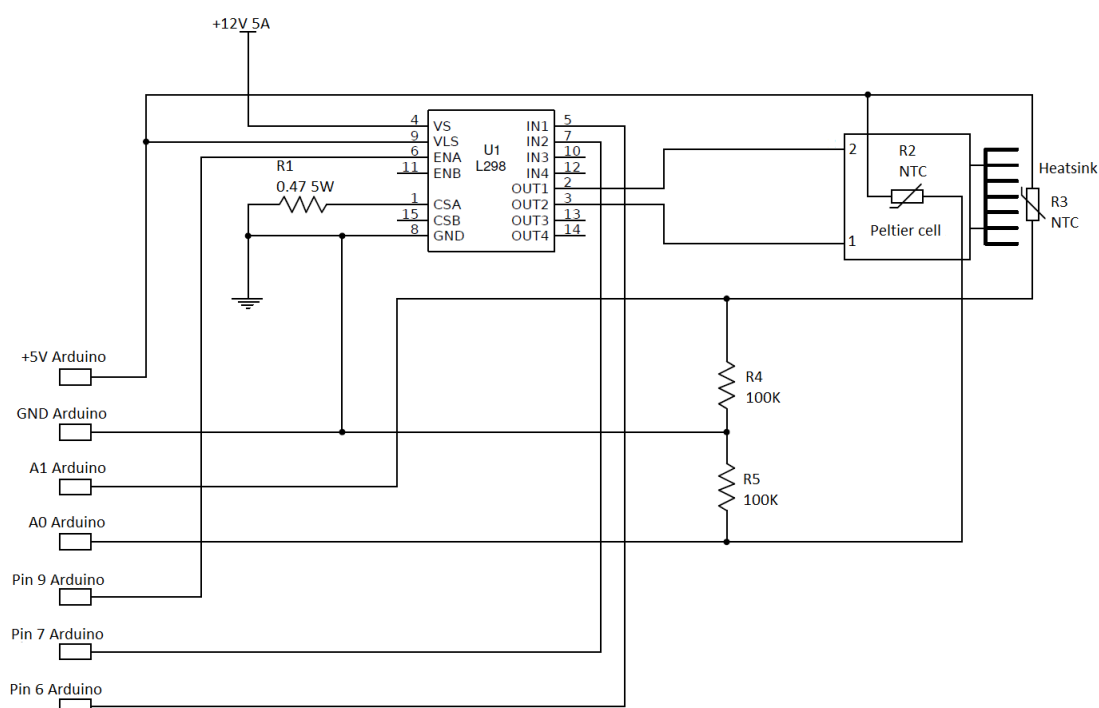 +12V 5A
4 VS
9 VLS
6 ENA
11 ENB
1 CSA
15 CSB
8 GND
U1
L298
IN1 5
IN2 7
IN3 10
IN4 12
OUT1 2
OUT2 3
OUT3 13
OUT4 14
R1
0.47 5W
2
1
R2
NTC
Peltier cell
Heatsink
R3
NTC
R4
100K
R5
100K
+5V Arduino
GND Arduino
A1 Arduino
A0 Arduino
Pin 9 Arduino
Pin 7 Arduino
Pin 6 Arduino